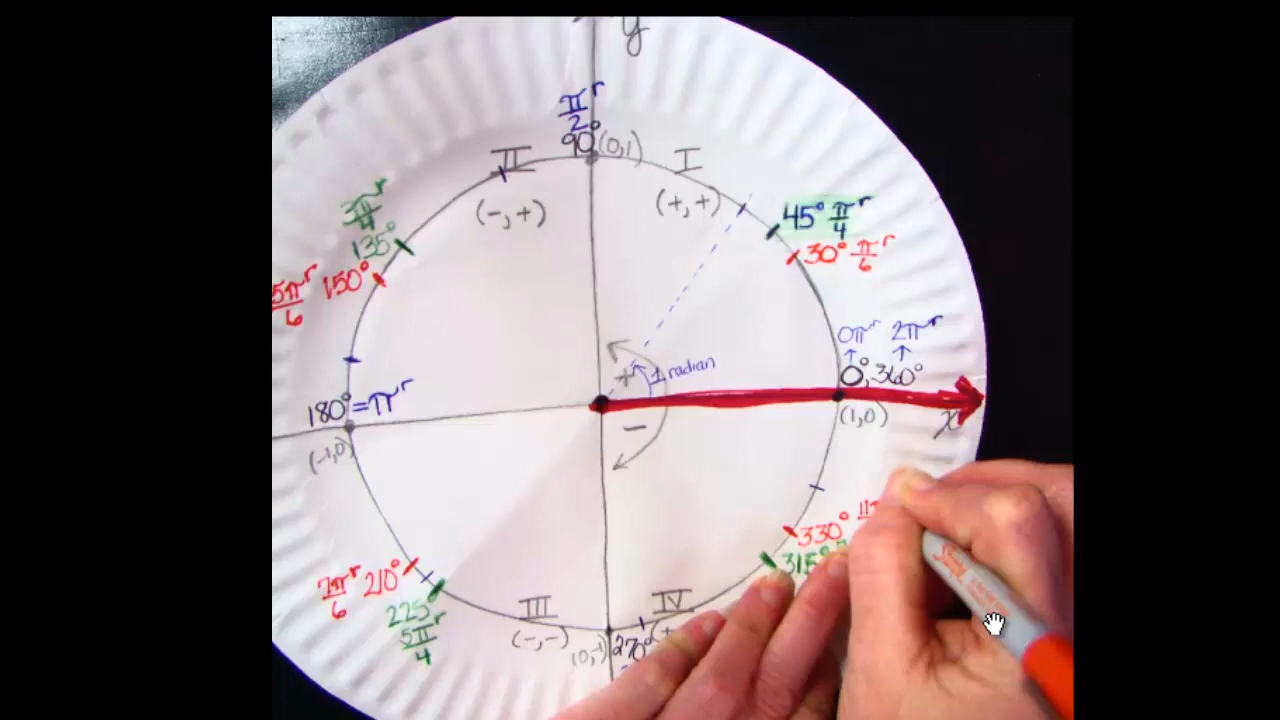 y
π/2 r
90° (0,1)
II
I
(-,+)
(+,+)
3π/4 r
135°
45° π/4 r
30° π/6 r
5π/6 r 150°
0π r 2π r
0°, 360°
1 radian
+
180° = π r
(-1,0)
(1,0)
x
−
330° 11π
315°
7π/6 r 210°
225°
5π/4 r
III
(-,-)
IV
(+
(0,-1)
270°
Sharpie